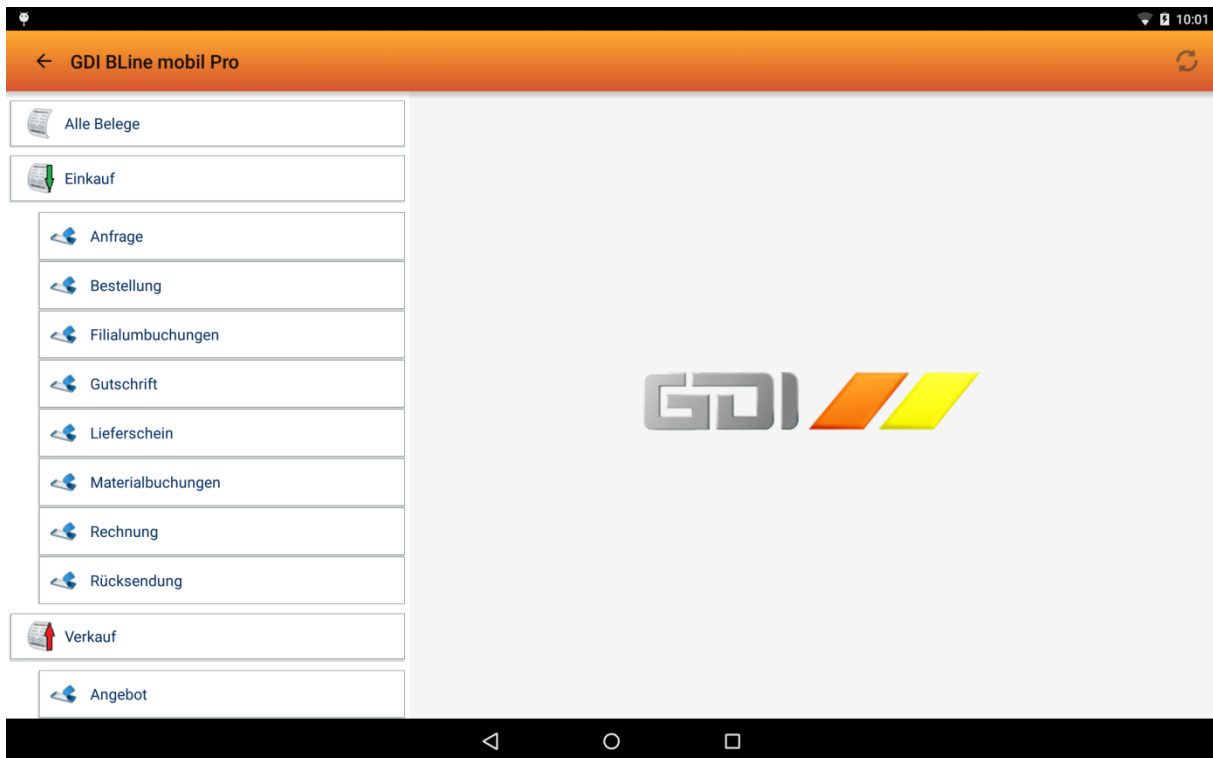 10:01
GDI BLine mobil Pro
Alle Belege
Einkauf
Anfrage
Bestellung
Filialumbuchungen
Gutschrift
GDI
Lieferschein
Materialbuchungen
Rechnung
Rücksendung
Verkauf
Angebot